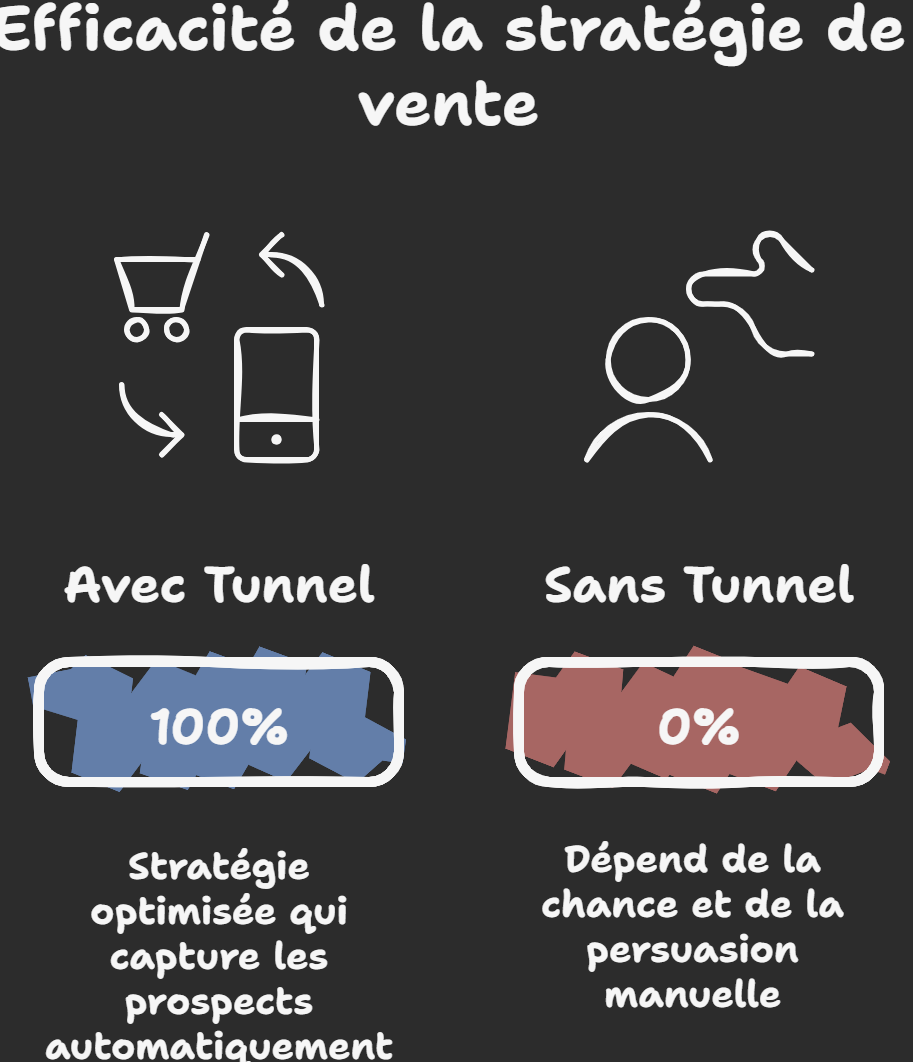 Efficacité de la stratégie de
vente
Avec Tunnel
Sans Tunnel
100%
0%
Stratégie
optimisée qui
capture les
prospects
automatiquement
Dépend de la
chance et de la
persuasion
manuelle